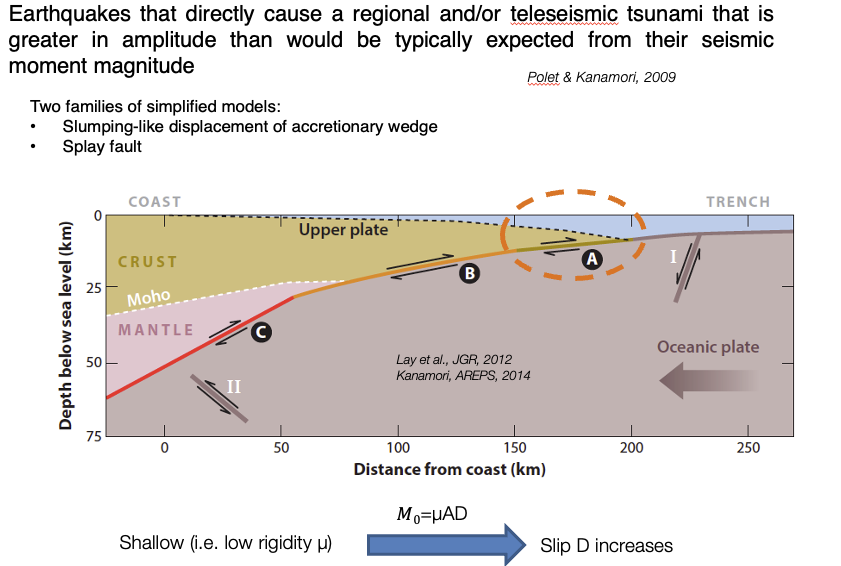 Earthquakes that directly cause a regional and/or teleseismic tsunami that is
greater in amplitude than would be typically expected from their seismic
moment magnitude
Polet & Kanamori, 2009
Two families of simplified models:
• Slumping-like displacement of accretionary wedge
• Splay fault
COAST
TRENCH
0
Upper plate
CRUST
A
I
B
25
Moho
MANTLE
C
Oceanic plate
50
Lay et al., JGR, 2012
Kanamori, AREPS, 2014
II
75
Depth below sea level (km)
0 50 100 150 200 250
Distance from coast (km)
M₀=µAD
Shallow (i.e. low rigidity µ)
Slip D increases